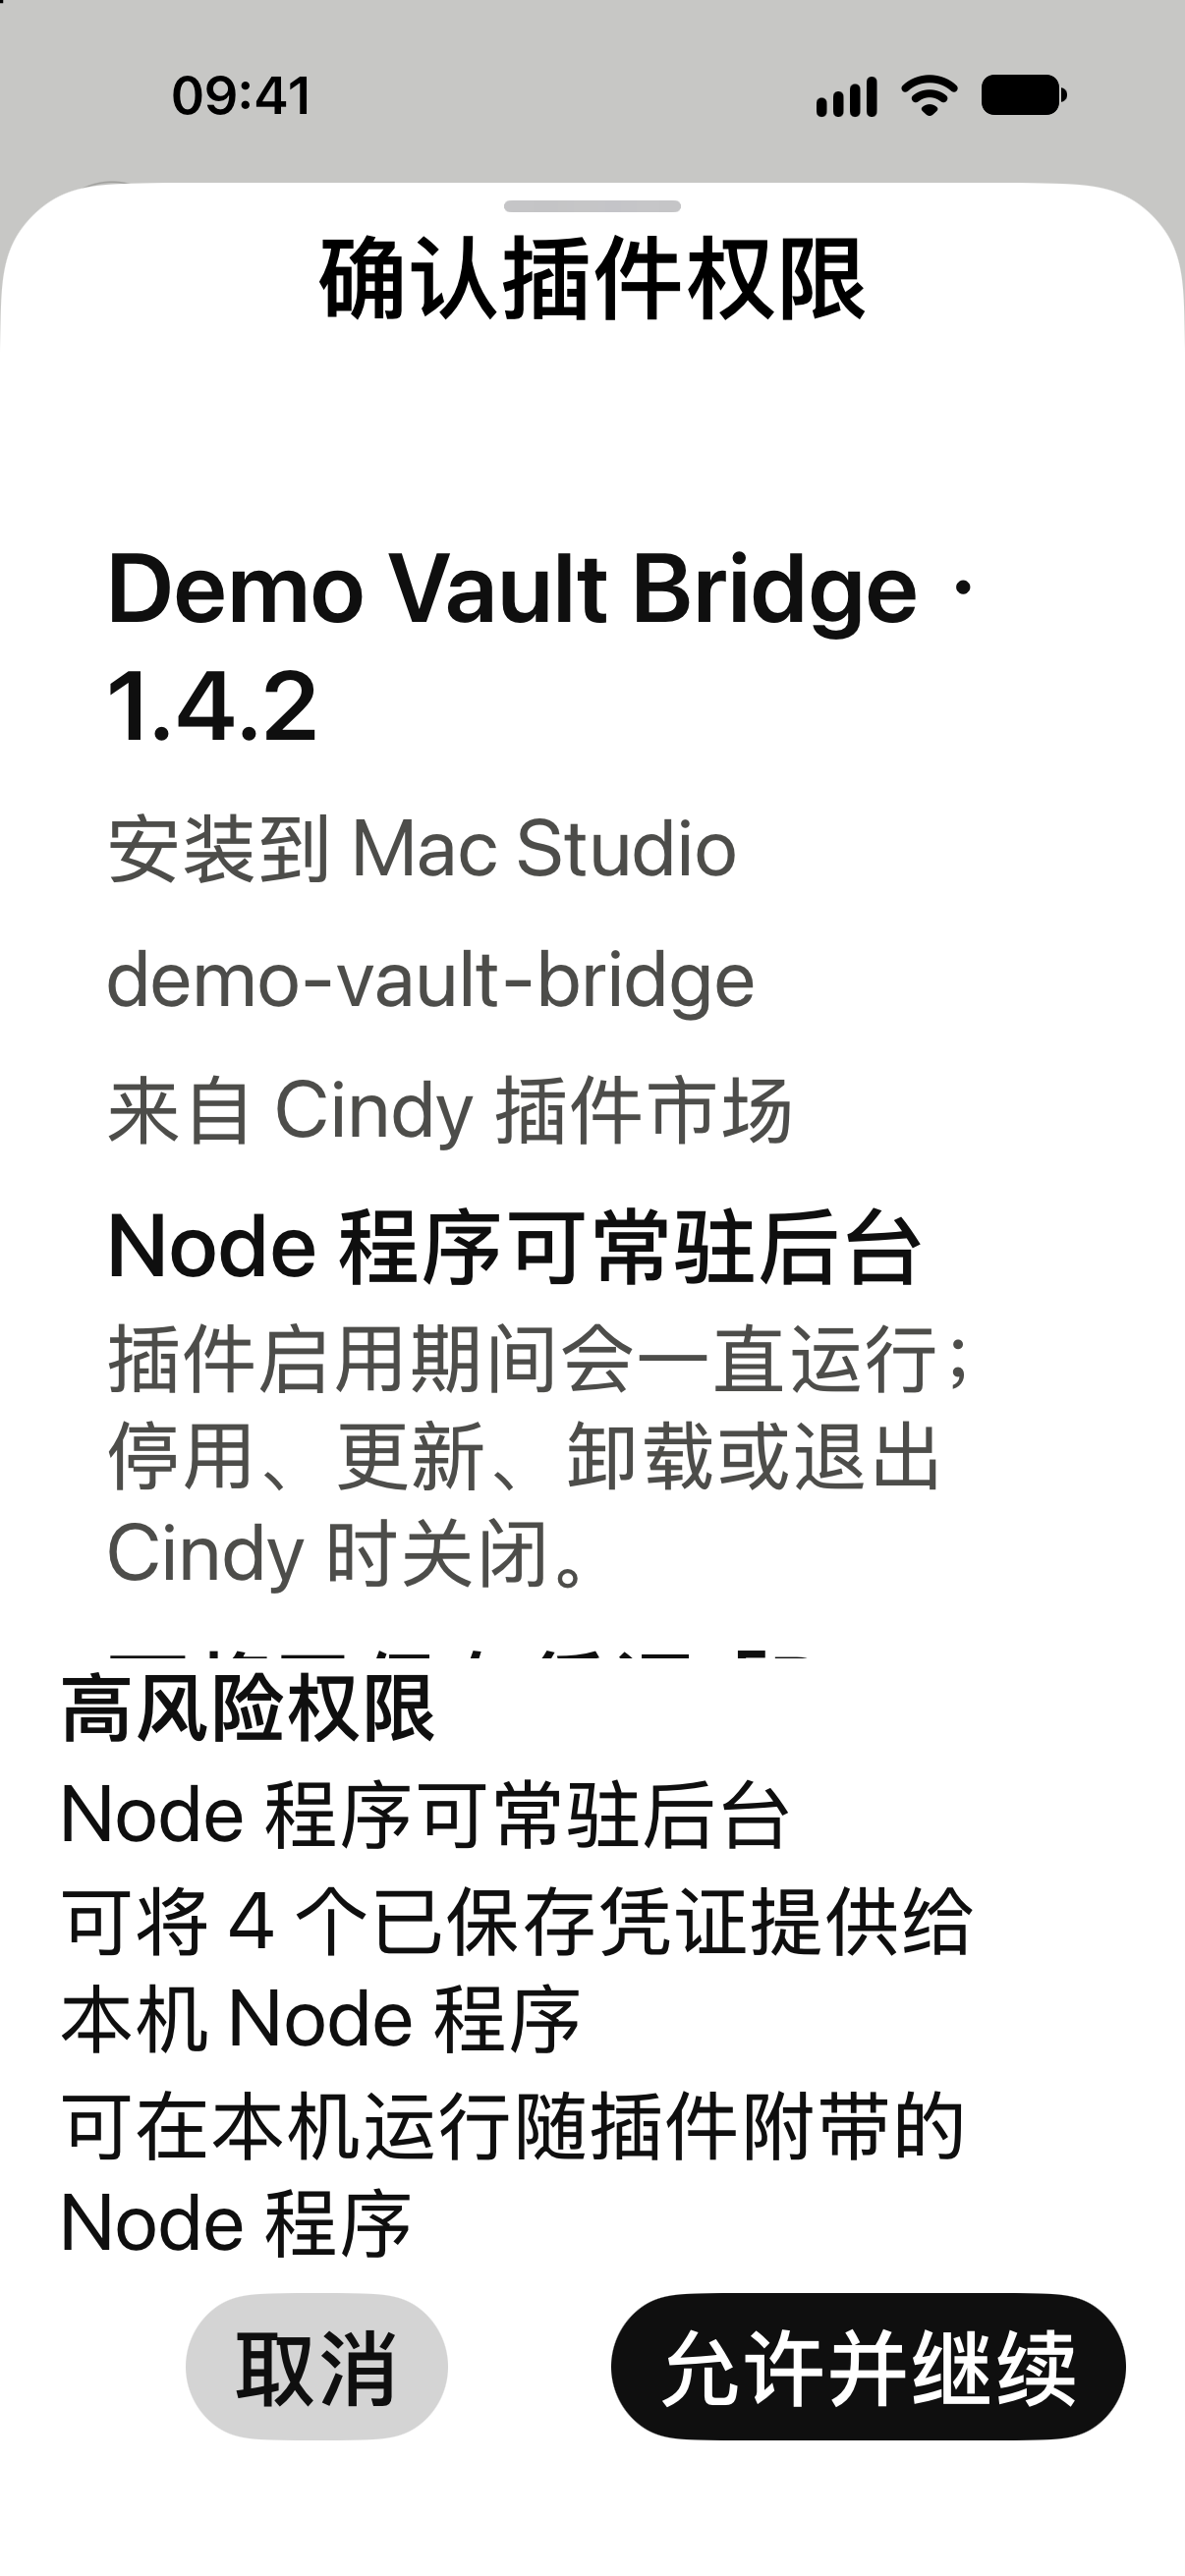 09:41
确认插件权限
Demo Vault Bridge ·
1.4.2
安装到 Mac Studio
demo-vault-bridge
来自 Cindy 插件市场
Node 程序可常驻后台
插件启用期间会一直运行；
停用、更新、卸载或退出
Cindy 时关闭。
高风险权限
Node 程序可常驻后台
可将 4 个已保存凭证提供给
本机 Node 程序
可在本机运行随插件附带的
Node 程序
取消
允许并继续